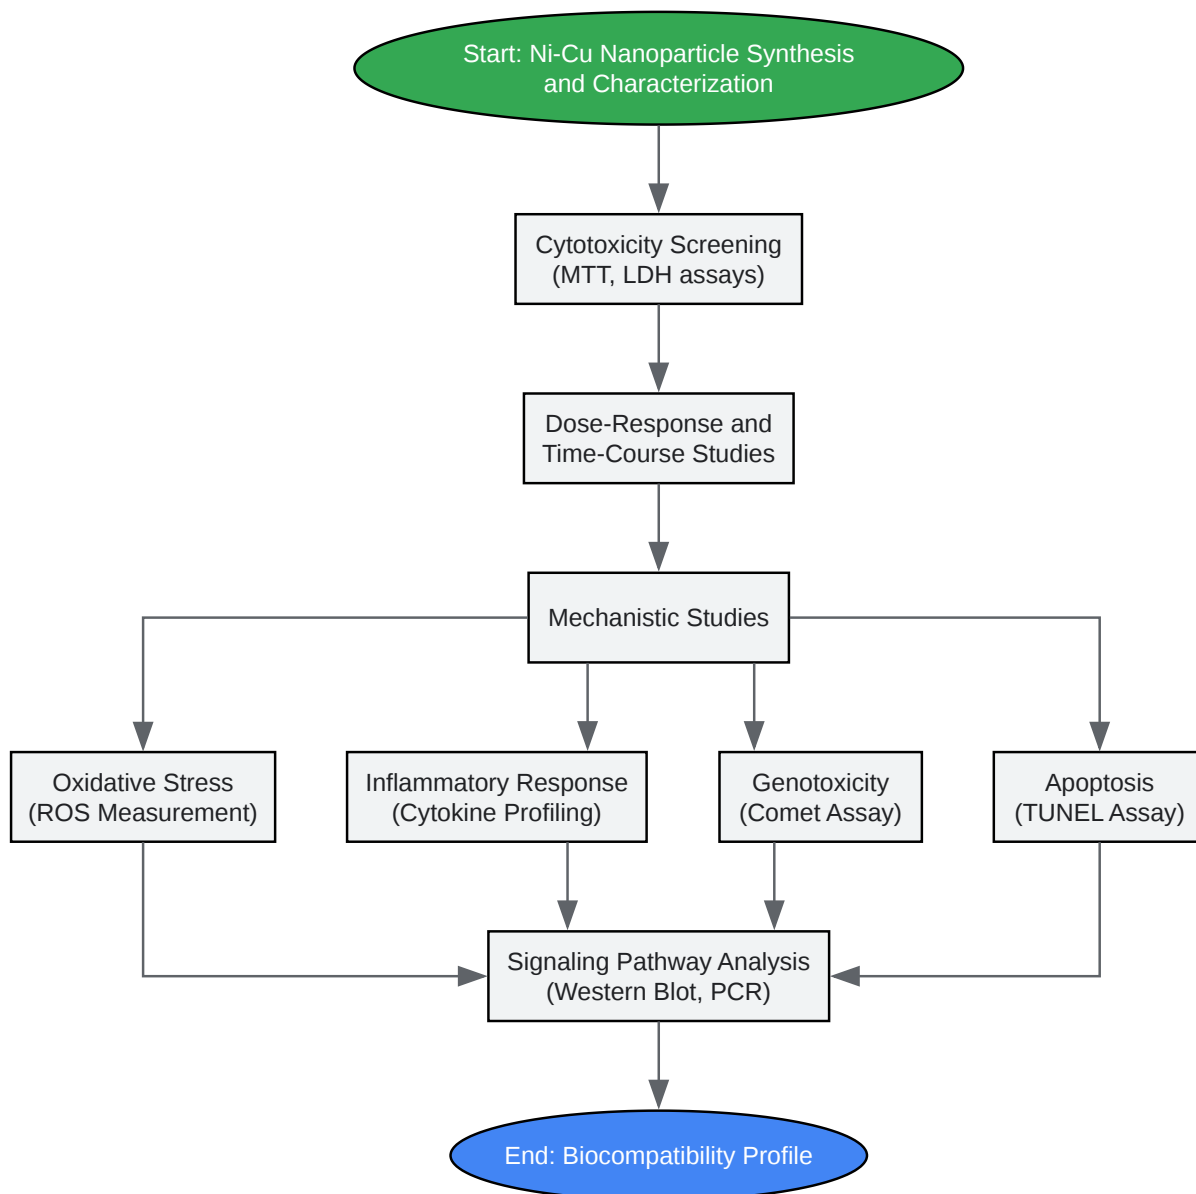 Start: Ni-Cu Nanoparticle Synthesis
and Characterization
Cytotoxicity Screening
(MTT, LDH assays)
Dose-Response and
Time-Course Studies
Mechanistic Studies
Oxidative Stress
(ROS Measurement)
Inflammatory Response
(Cytokine Profiling)
Genotoxicity
(Comet Assay)
Apoptosis
(TUNEL Assay)
Signaling Pathway Analysis
(Western Blot, PCR)
End: Biocompatibility Profile